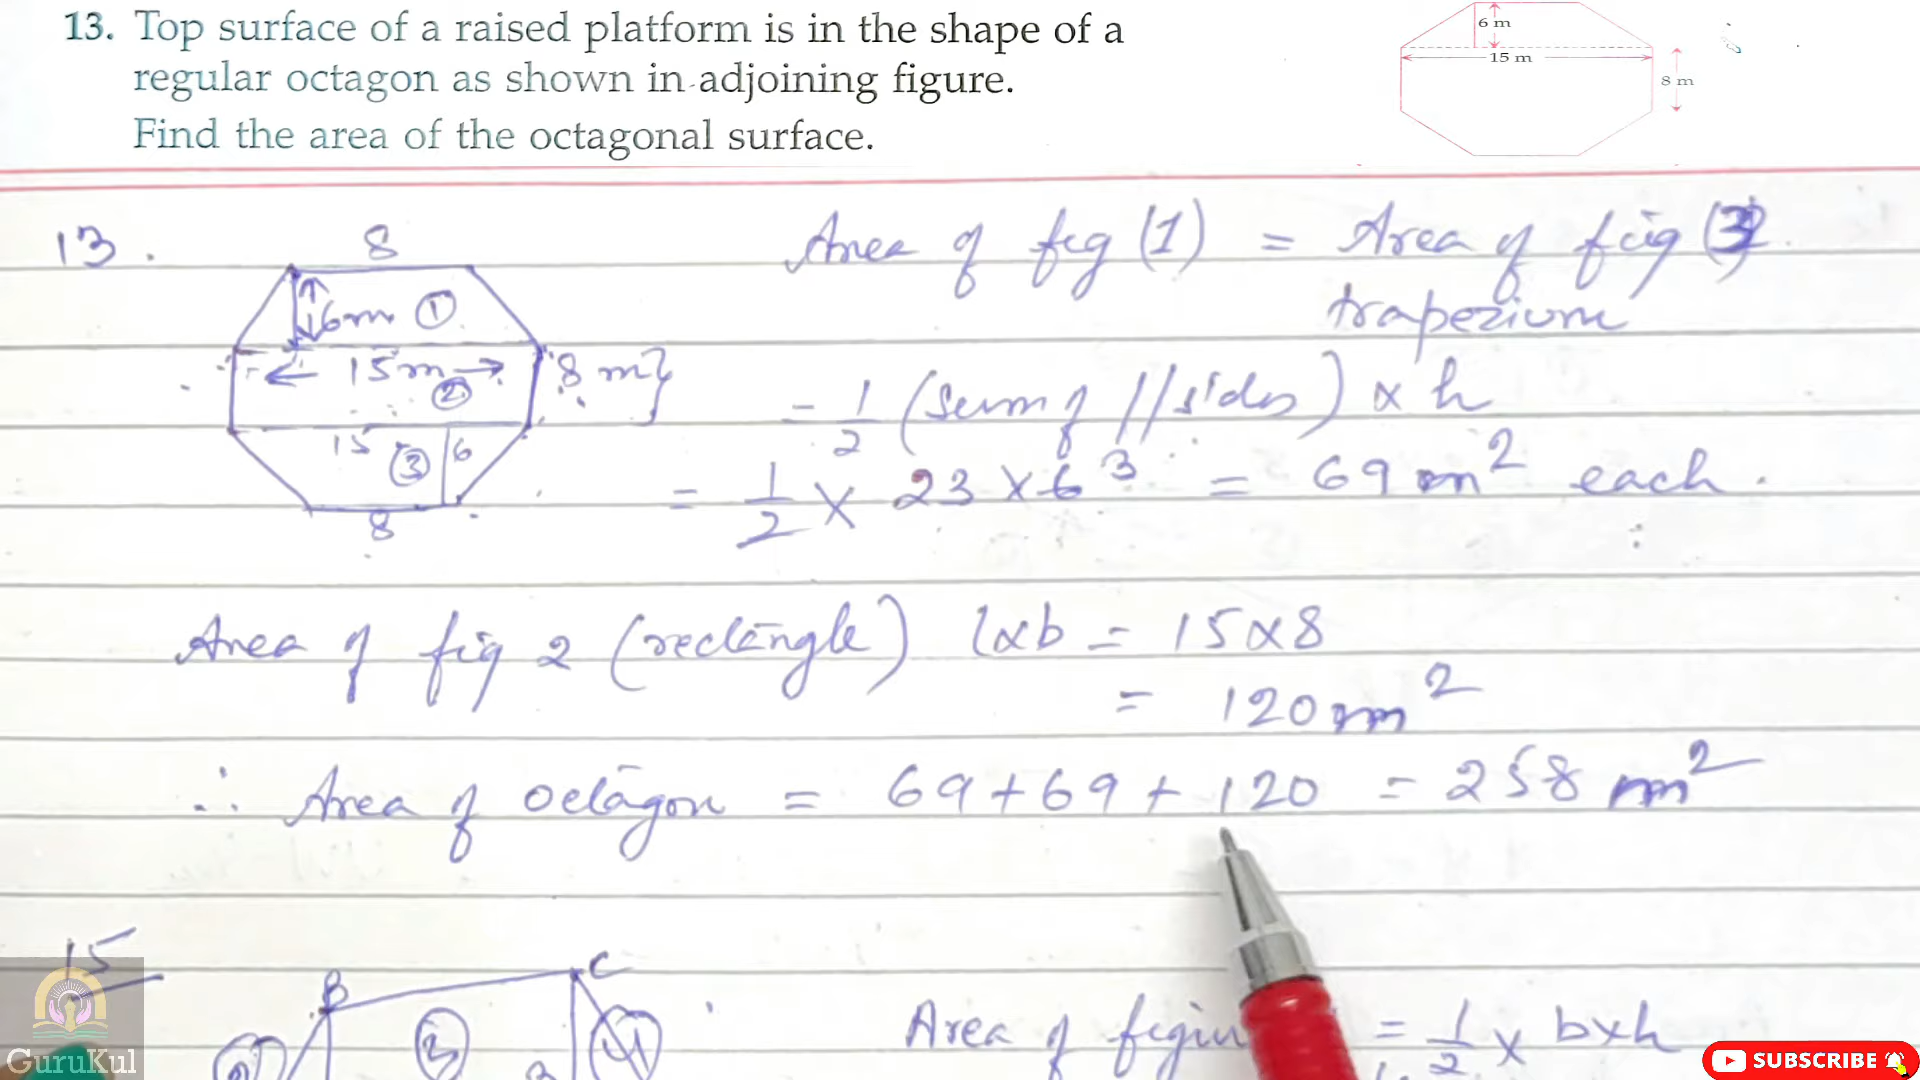 13. Top surface of a raised platform is in the shape of a
regular octagon as shown in adjoining figure.
Find the area of the octagonal surface.
6 m
15 m
8 m
13.
8
6m ①
15m
②
8 m
15
③
6
8
Area of fig (1) = Area of fig (3)
trapezium
= 1/2 (sum of // sides) × h
= 1/2 × 23 × 6 3 = 69 m² each.
Area of fig 2 (rectangle) l×b = 15×8
= 120 m²
∴ Area of octagon = 69+69+120 = 258 m²
15
B
C
Area of = 1/2 × b×h
GuruKul
SUBSCRIBE